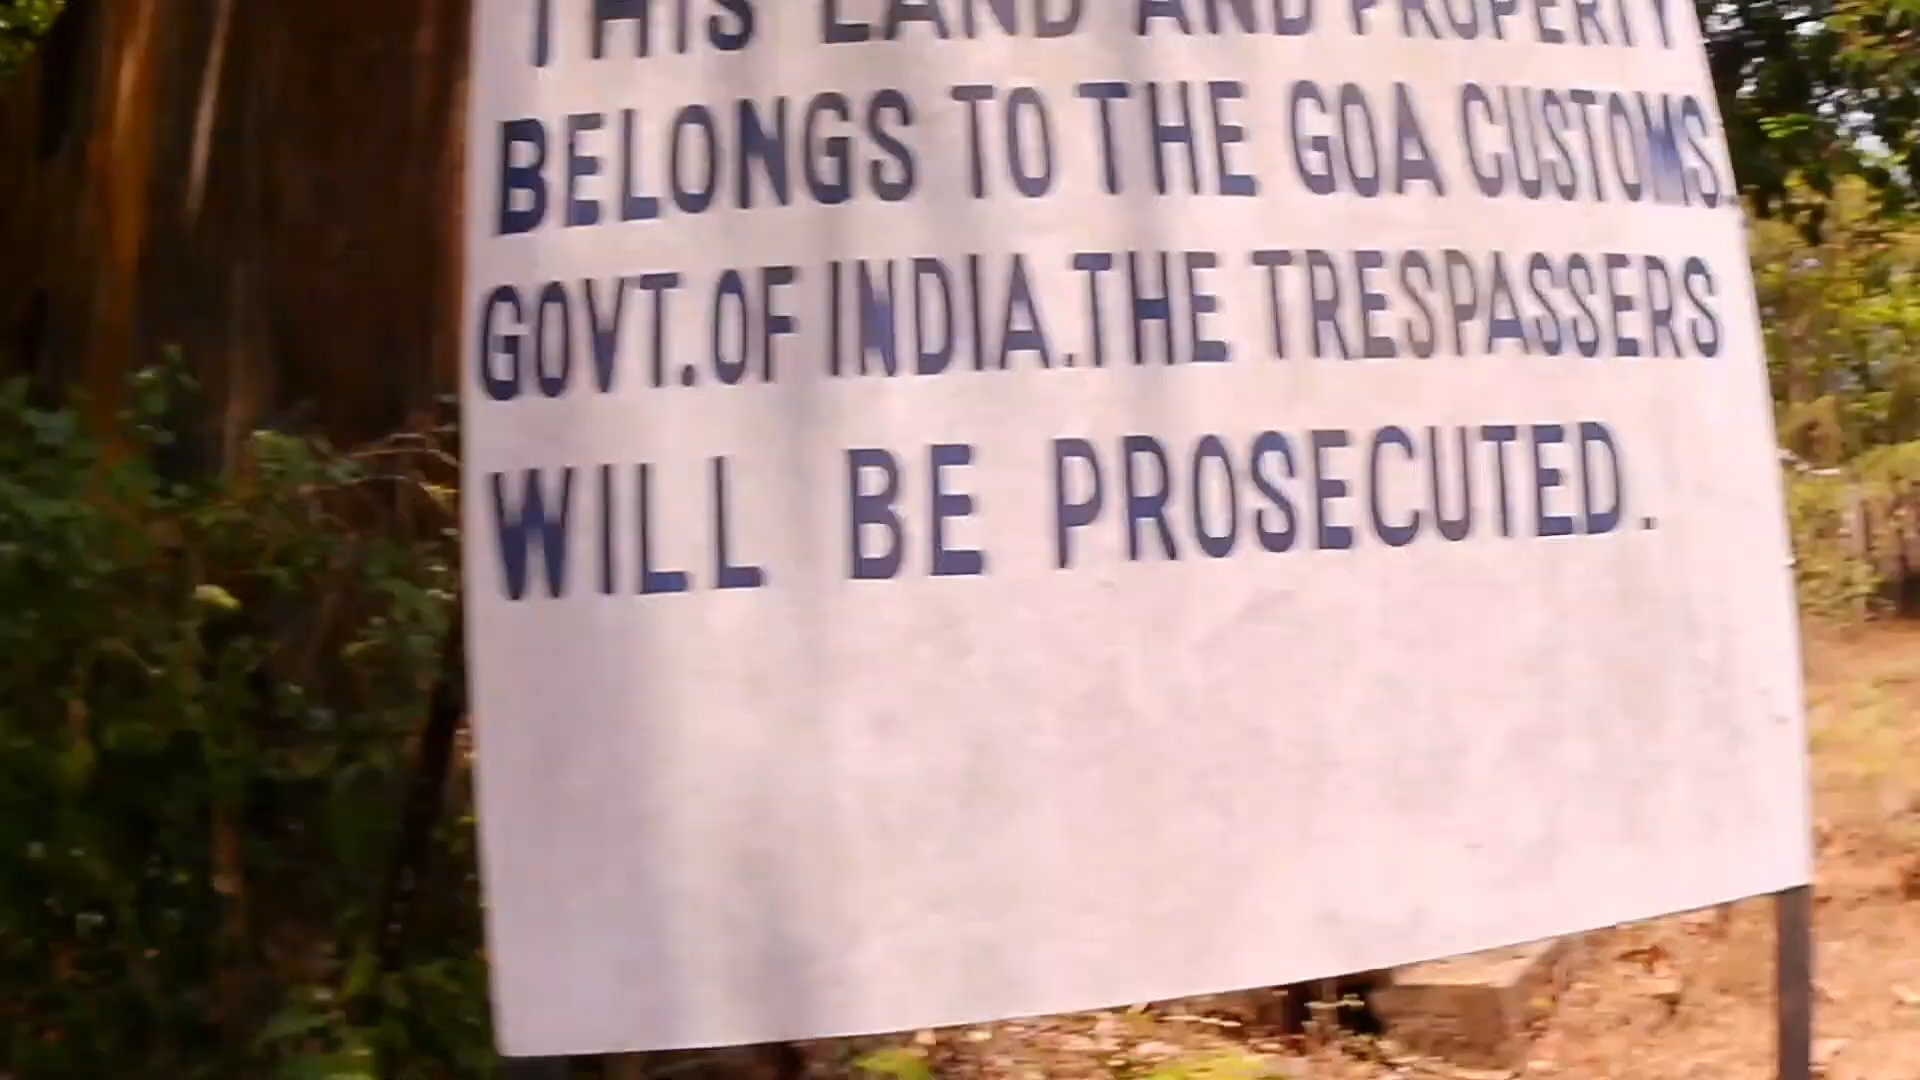 THIS LAND AND PROPERTY
BELONGS TO THE GOA CUSTOMS.
GOVT.OF INDIA.THE TRESPASSERS
WILL BE PROSECUTED.